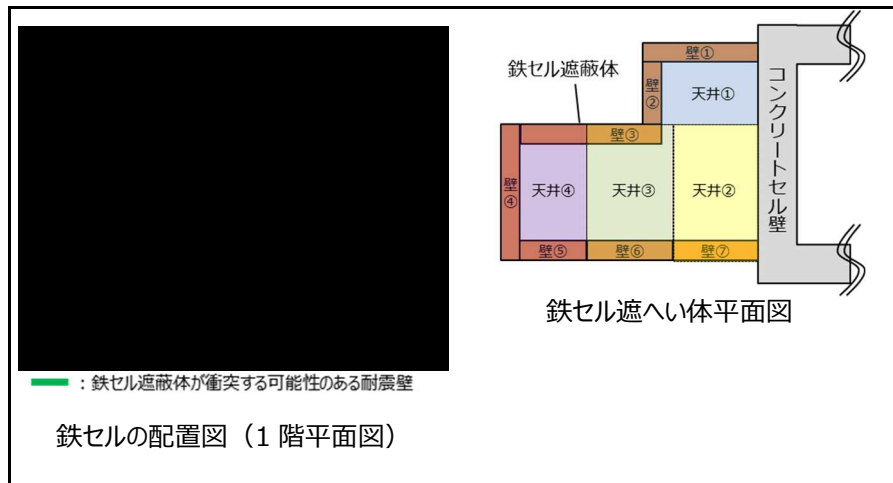 壁①
鉄セル遮蔽体
壁②
天井①
コンクリートセル壁
壁③
壁④
天井④
天井③
天井②
壁⑤
壁⑥
壁⑦
鉄セル遮へい体平面図
：鉄セル遮蔽体が衝突する可能性のある耐震壁
鉄セルの配置図（1 階平面図）